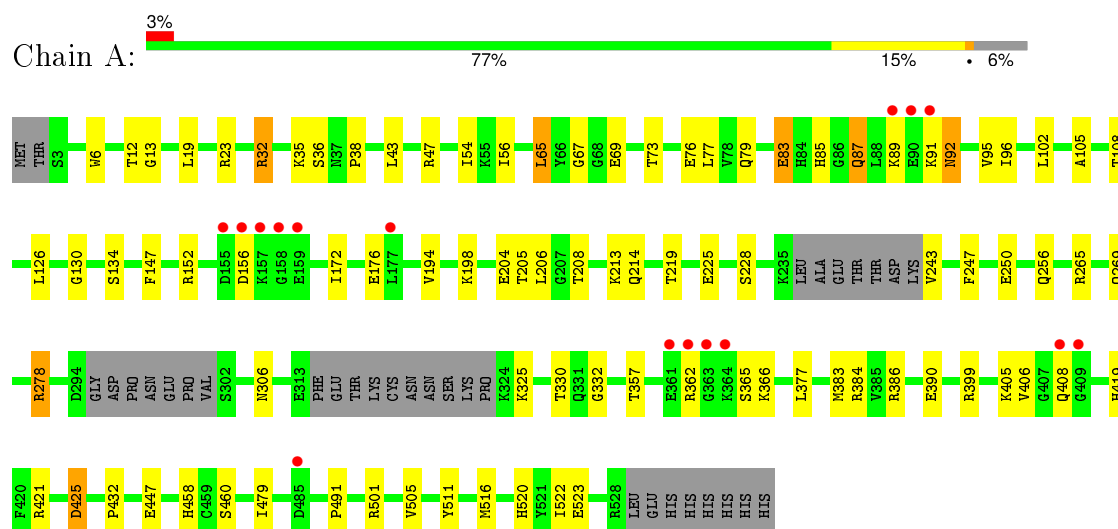 3%
Chain A:
77% 15% • 6%
MET THR S3 W6 T12 G13 L19 R23 R32 K35 S36 N37 P38 L43 R47 I54 K55 I56 L65 Y66 G67 G68 E69 T73 E76 L77 V78 Q79 E83 H84 H85 G86 Q87 L88 K89 E90 K91 N92 V95 I96 L102 A105 T108
L126 G130 S134 F147 R152 D155 D156 K157 G158 E159 I172 E176 L177 V194 K198 E204 T205 L206 G207 T208 K213 Q214 T219 E225 S228 K235 LEU ALA GLU THR THR ASP LYS V243 F247 E250 Q256 R265 Q269
R278 D294 GLY ASP PRO ASN GLU PRO VAL S302 N306 E313 PHE GLU THR LYS CYS ASN ASN SER LYS PRO K324 K325 T330 Q331 G332 T357 E361 R362 G363 K364 S365 K366 L377 M383 R384 V385 R386 E390 R399 K405 V406 G407 Q408 G409 H419
F420 R421 D425 P432 E447 H458 C459 S460 I479 D485 P491 R501 V505 Y511 M516 H520 Y521 I522 E523 R528 LEU GLU HIS HIS HIS HIS HIS HIS